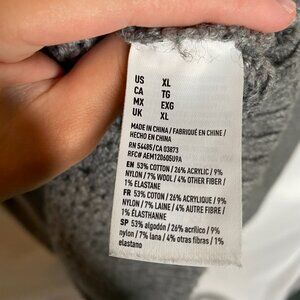 US XL
CA TG
MX EXG
UK XL
MADE IN CHINA / FABRIQUÉ EN CHINE /
HECHO EN CHINA
RN 54485/CA 03873
RFC# AEM120605U9A
EN 53% COTTON/26% ACRYLIC/9%
NYLON/7% WOOL/4% OTHER FIBER/
1% ELASTANE
FR 53% COTON/26% ACRYLIQUE/9%
NYLON/7% LAINE/4% AUTRE FIBRE/
1% ÉLASTHANNE
SP 53% algodón/26% acrílico/9%
nylon/7% lana/4% otras fibras/1%
elastano